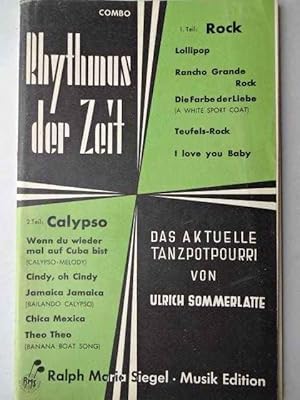 COMBO
Rhythmus
der Zeit
1. Teil: Rock
Lollipop
Rancho Grande
Rock
Die Farbe der Liebe
(A WHITE SPORT COAT)
Teufels-Rock
I love you Baby
2. Teil: Calypso
Wenn du wieder
mal auf Cuba bist
(CALYPSO-MELODY)
Cindy, oh Cindy
Jamaica Jamaica
(BAILANDO CALYPSO)
Chica Mexica
Theo Theo
(BANANA BOAT SONG)
DAS AKTUELLE
TANZPOTPOURRI
VON
ULRICH SOMMERLATTE
RMS
Ralph Maria Siegel · Musik Edition